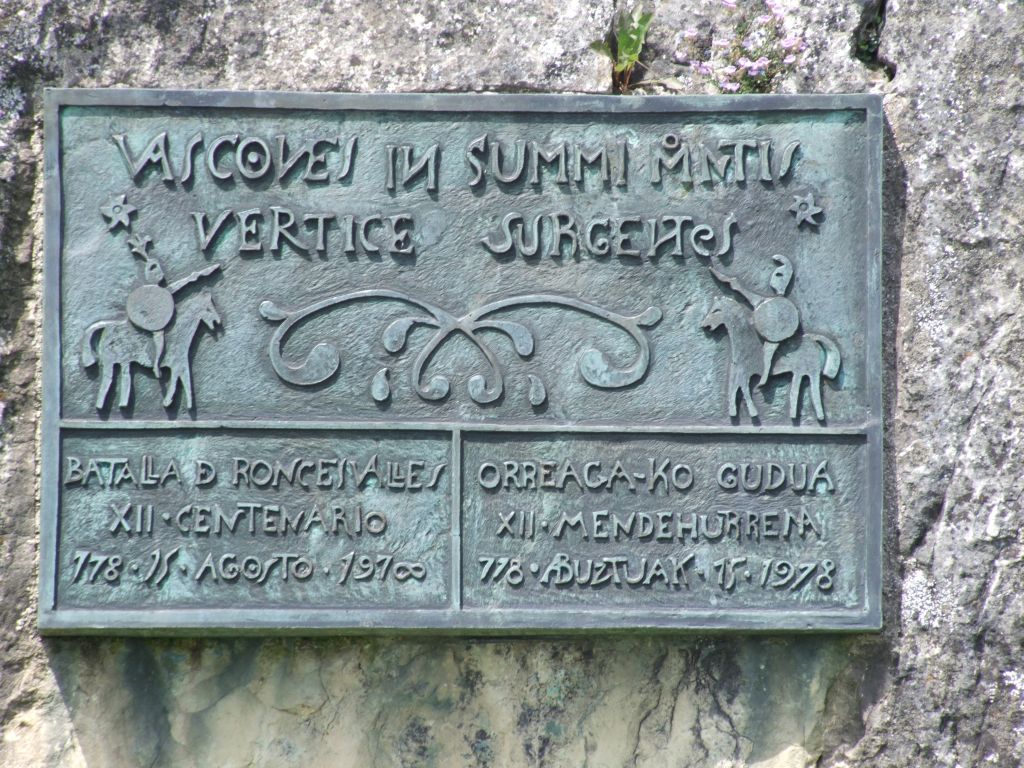 VASCONES IN SUMMI MONTIS
VERTICE SURGENTES
BATALLA D RONCESVALLES
XII · CENTENARIO
778 · 15 · AGOSTO · 1978
ORREAGA-KO GUDUA
XII · MENDEHURRENA
778 · ABUZTUAK · 15 · 1978